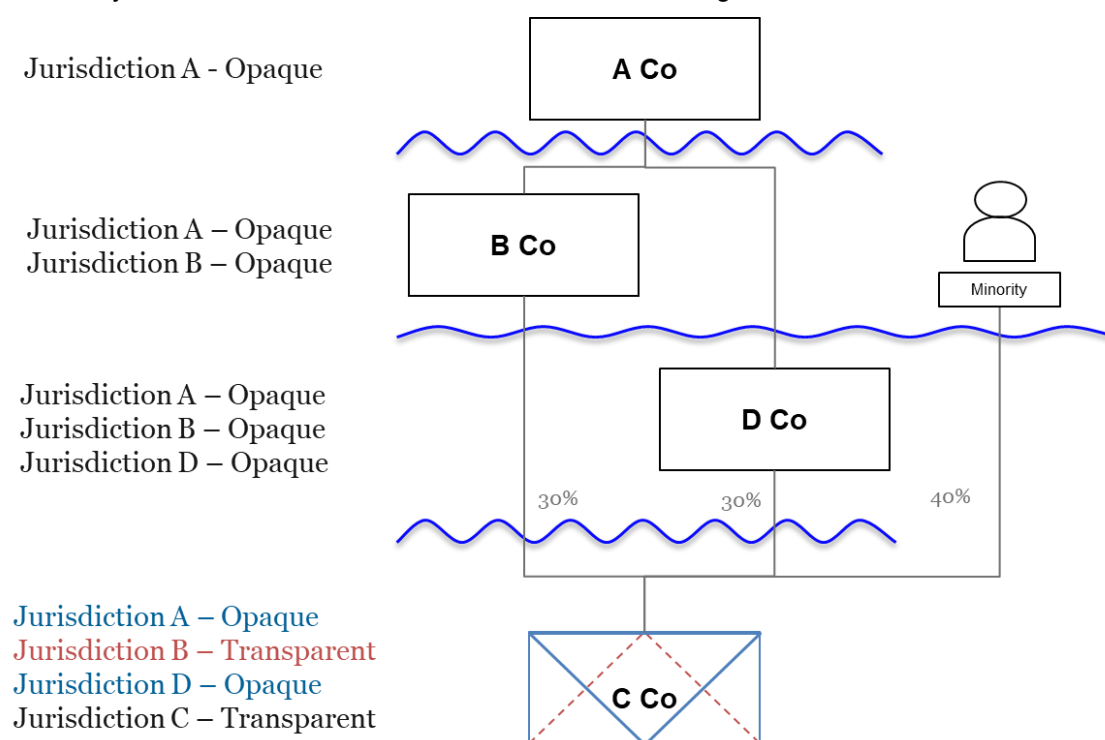 Jurisdiction A - Opaque
A Co
Jurisdiction A – Opaque
Jurisdiction B – Opaque
B Co
Minority
Jurisdiction A – Opaque
Jurisdiction B – Opaque
Jurisdiction D – Opaque
D Co
30%
30%
40%
Jurisdiction A – Opaque
Jurisdiction B – Transparent
Jurisdiction D – Opaque
Jurisdiction C – Transparent
C Co